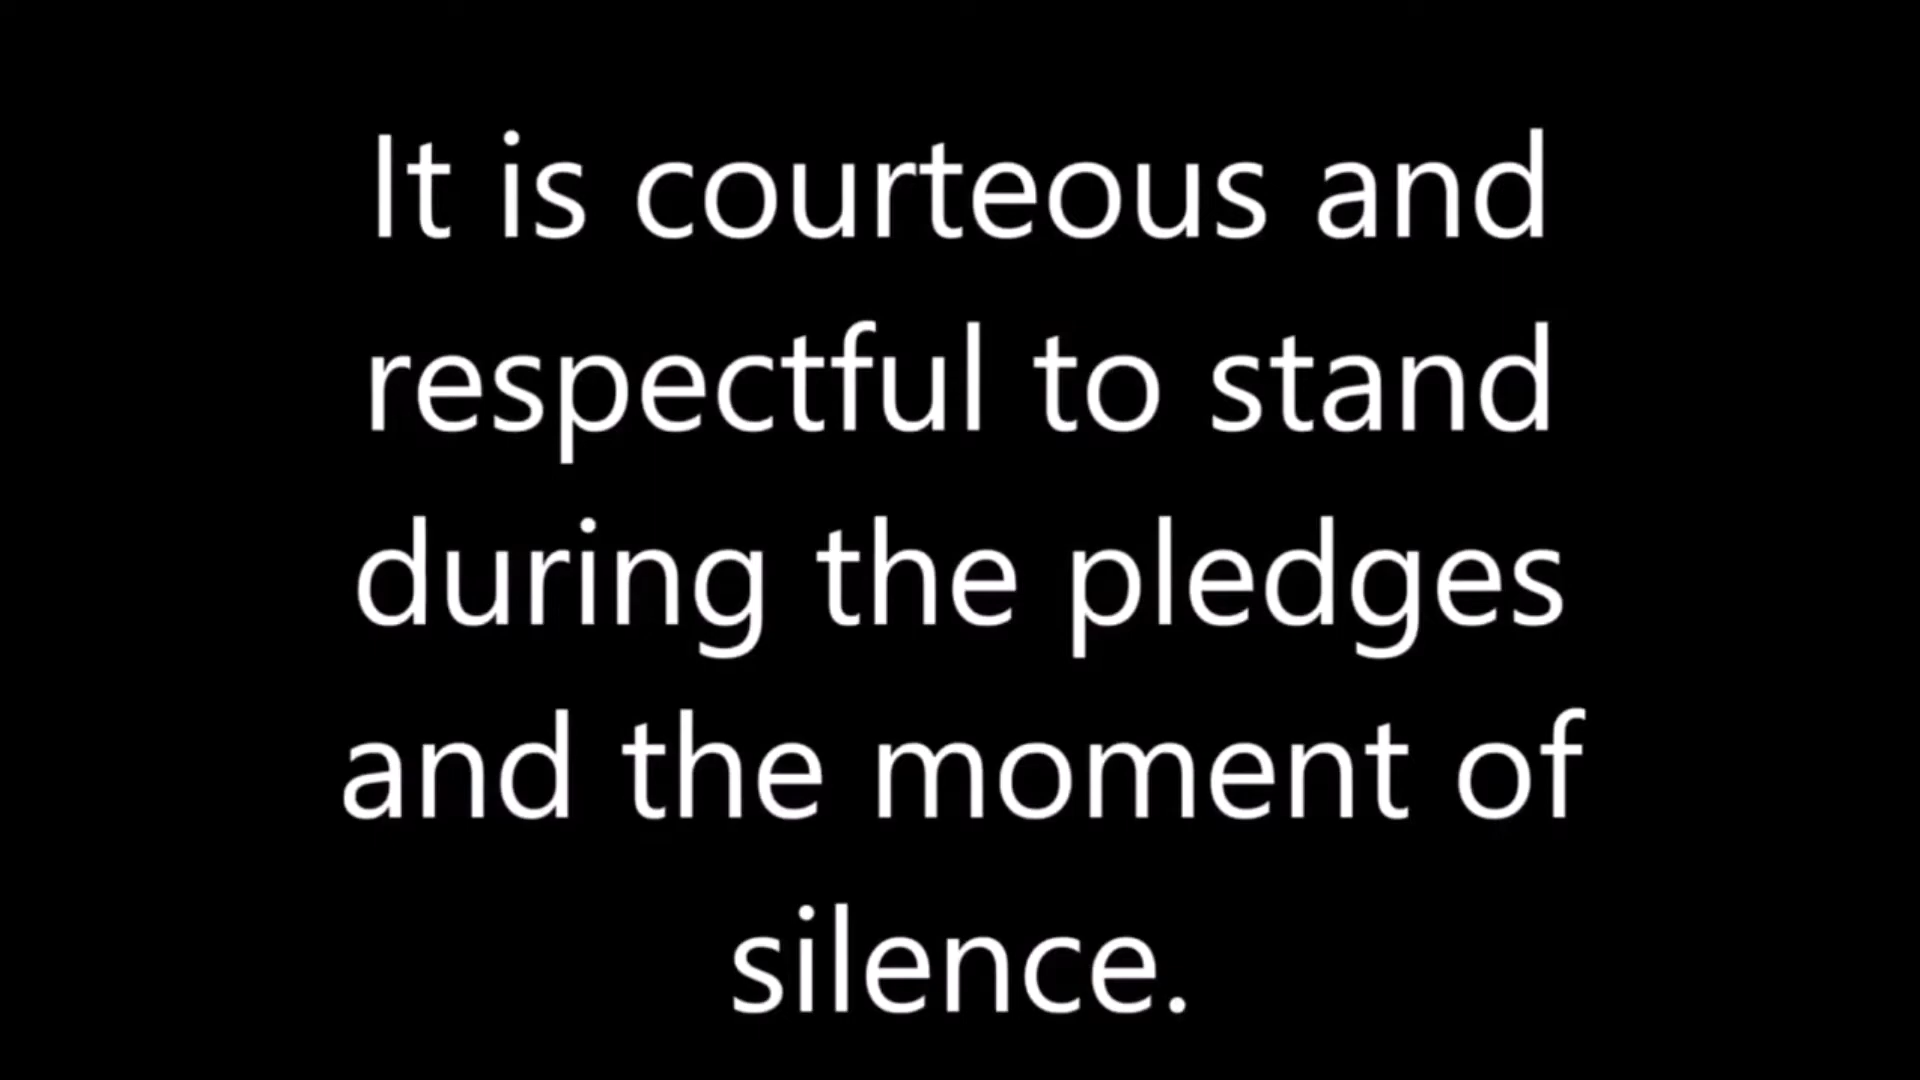 It is courteous and
respectful to stand
during the pledges
and the moment of
silence.